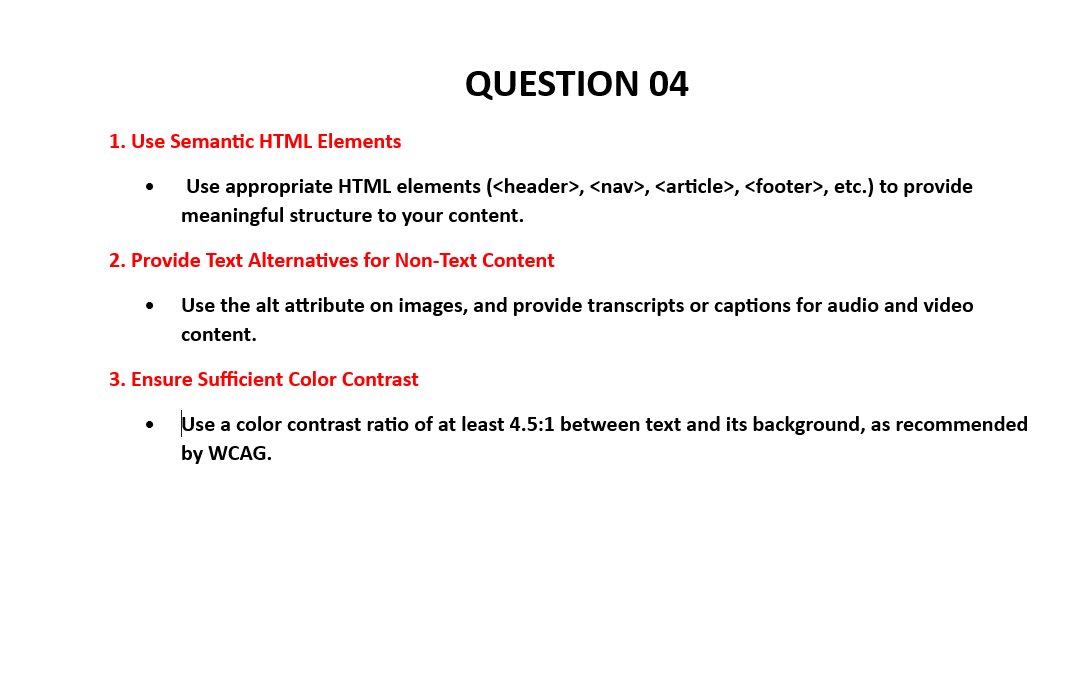 QUESTION 04
1. Use Semantic HTML Elements
• Use appropriate HTML elements (<header>, <nav>, <article>, <footer>, etc.) to provide
meaningful structure to your content.
2. Provide Text Alternatives for Non-Text Content
• Use the alt attribute on images, and provide transcripts or captions for audio and video
content.
3. Ensure Sufficient Color Contrast
• Use a color contrast ratio of at least 4.5:1 between text and its background, as recommended
by WCAG.